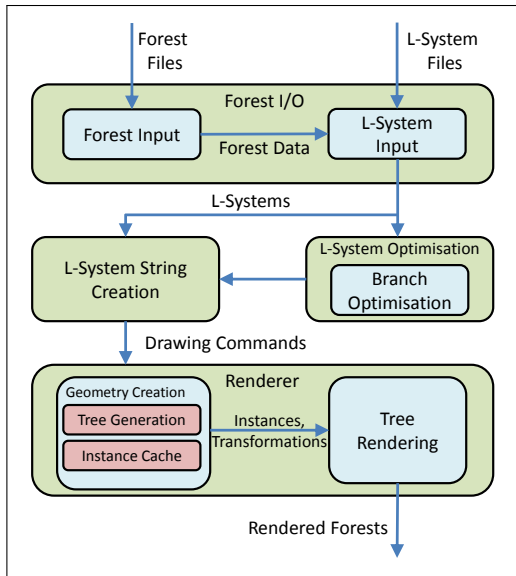 Forest
Files
L-System
Files
Forest I/O
Forest Input
Forest Data
L-System
Input
L-Systems
L-System String
Creation
L-System Optimisation
Branch
Optimisation
Drawing Commands
Renderer
Geometry Creation
Tree Generation
Instance Cache
Instances,
Transformations
Tree
Rendering
Rendered Forests